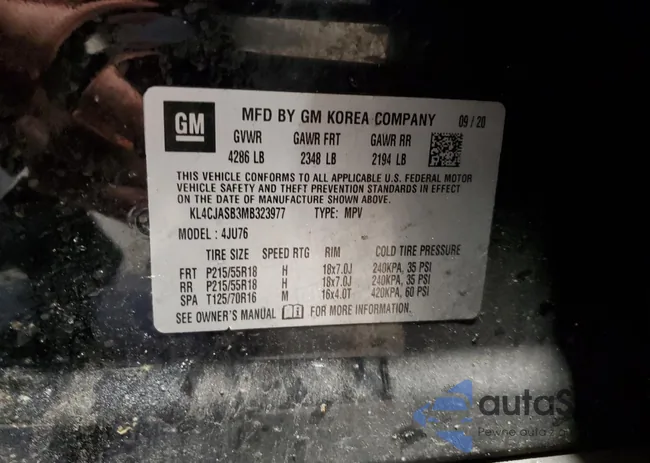 GM
MFD BY GM KOREA COMPANY 09/20
GVWR GAWR FRT GAWR RR
4286 LB 2348 LB 2194 LB
THIS VEHICLE CONFORMS TO ALL APPLICABLE U.S. FEDERAL MOTOR
VEHICLE SAFETY AND THEFT PREVENTION STANDARDS IN EFFECT
ON THE DATE OF MANUFACTURE SHOWN ABOVE.
KL4CJASB3MB323977 TYPE: MPV
MODEL: 4JU76
TIRE SIZE SPEED RTG RIM COLD TIRE PRESSURE
FRT P215/55R18 H 18x7.0J 240KPA, 35 PSI
RR P215/55R18 H 18x7.0J 240KPA, 35 PSI
SPA T125/70R16 M 16x4.0T 420KPA, 60 PSI
SEE OWNER'S MANUAL FOR MORE INFORMATION.
autaS
Pewne auta